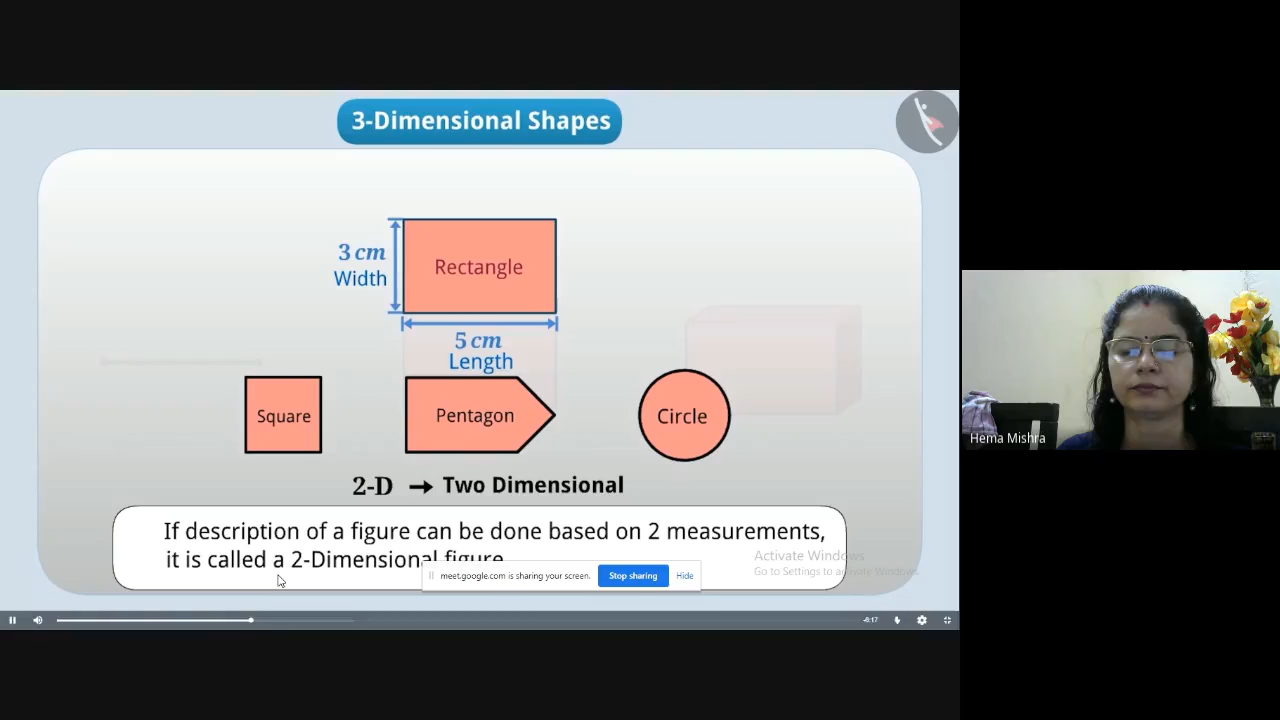 3-Dimensional Shapes
3 cm
Width
Rectangle
5 cm
Length
Square
Pentagon
Circle
2-D → Two Dimensional
If description of a figure can be done based on 2 measurements,
it is called a 2-Dimensional figure
meet.google.com is sharing your screen.
Stop sharing
Hide
Activate Windows
Go to Settings to activate Windows.
-8:17
Hema Mishra